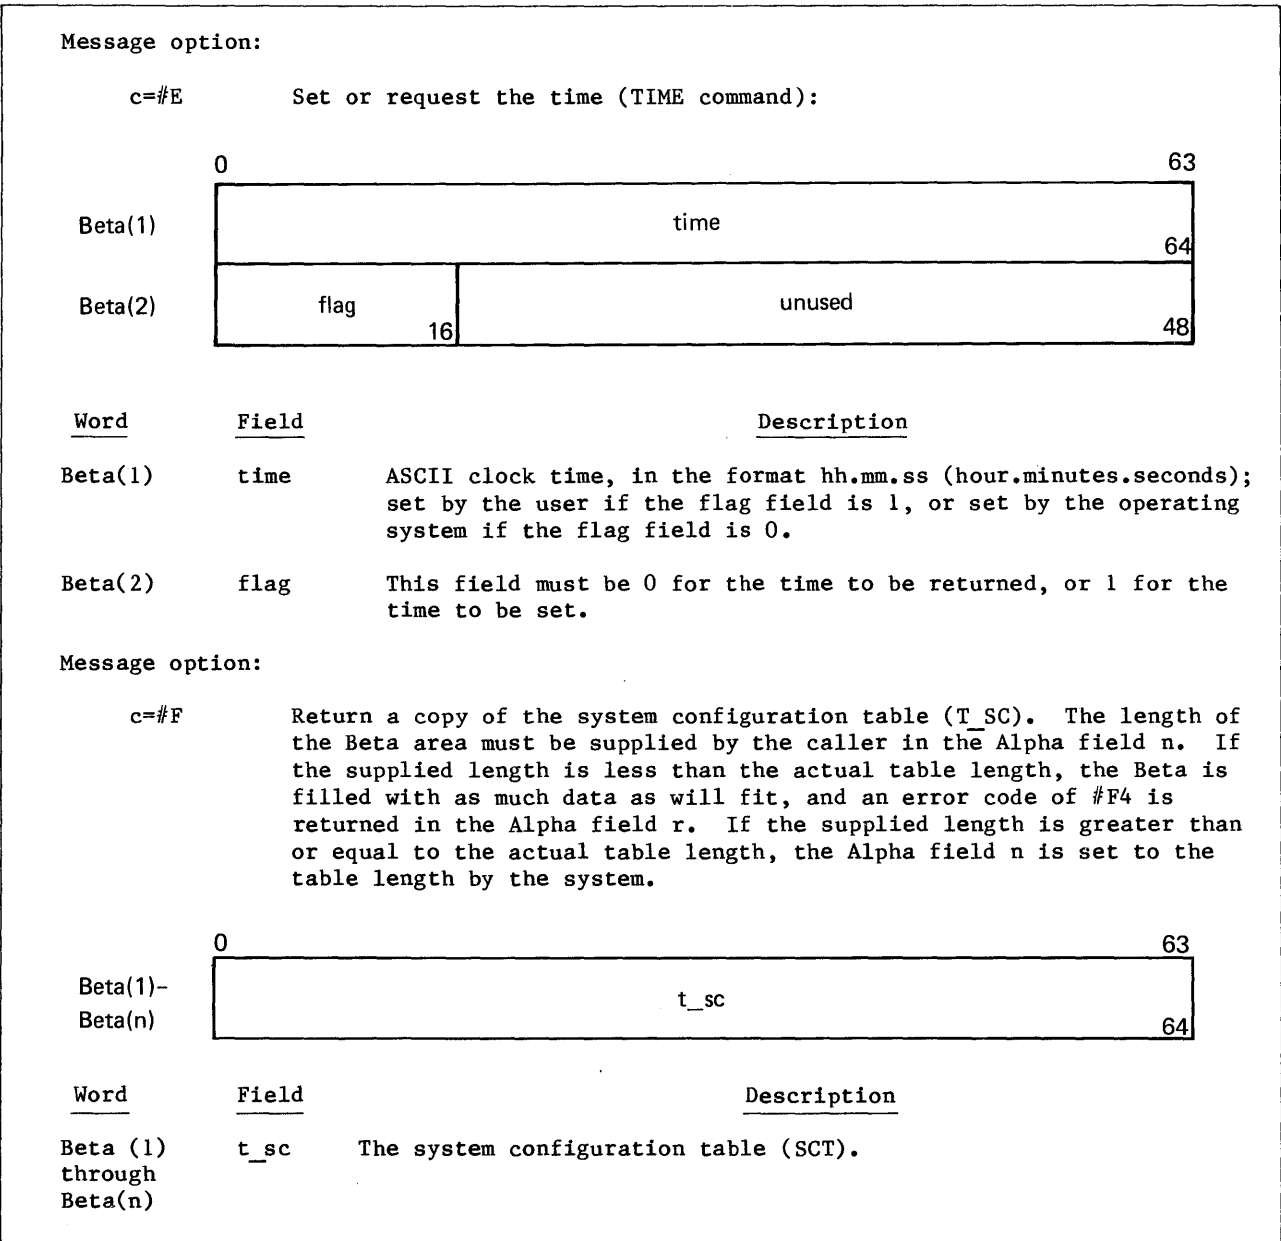 Message option:
c=#E Set or request the time (TIME command):
0 63
Beta(1) time 64
Beta(2) flag 16 unused 48
Word Field Description
Beta(1) time ASCII clock time, in the format hh.mm.ss (hour.minutes.seconds);
set by the user if the flag field is 1, or set by the operating
system if the flag field is 0.
Beta(2) flag This field must be 0 for the time to be returned, or 1 for the
time to be set.
Message option:
c=#F Return a copy of the system configuration table (T_SC). The length of
the Beta area must be supplied by the caller in the Alpha field n. If
the supplied length is less than the actual table length, the Beta is
filled with as much data as will fit, and an error code of #F4 is
returned in the Alpha field r. If the supplied length is greater than
or equal to the actual table length, the Alpha field n is set to the
table length by the system.
0 63
Beta(1)–
Beta(n) t_sc 64
Word Field Description
Beta (1) t_sc The system configuration table (SCT).
through
Beta(n)